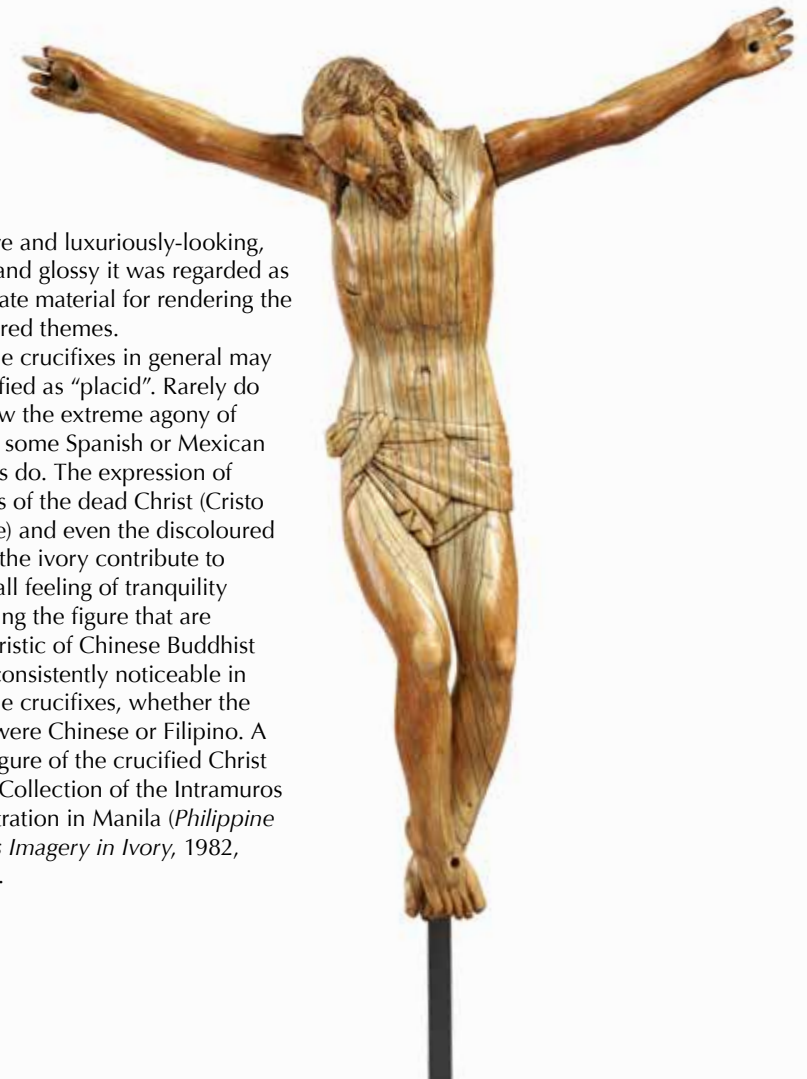 e and luxuriously-looking,
and glossy it was regarded as
ate material for rendering the
red themes.
e crucifixes in general may
fied as “placid”. Rarely do
w the extreme agony of
some Spanish or Mexican
s do. The expression of
s of the dead Christ (Cristo
e) and even the discoloured
the ivory contribute to
all feeling of tranquility
ng the figure that are
ristic of Chinese Buddhist
consistently noticeable in
e crucifixes, whether the
were Chinese or Filipino. A
gure of the crucified Christ
Collection of the Intramuros
tration in Manila (Philippine
s Imagery in Ivory, 1982,
.